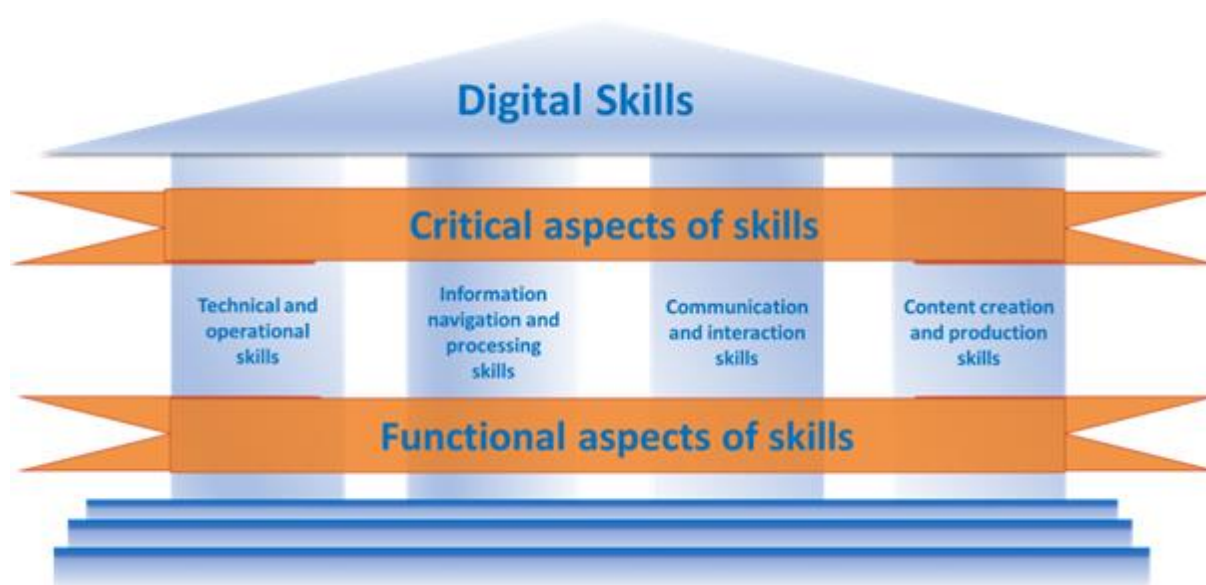 Digital Skills
Critical aspects of skills
Technical and
operational
skills
Information
navigation and
processing
skills
Communication
and interaction
skills
Content creation
and production
skills
Functional aspects of skills